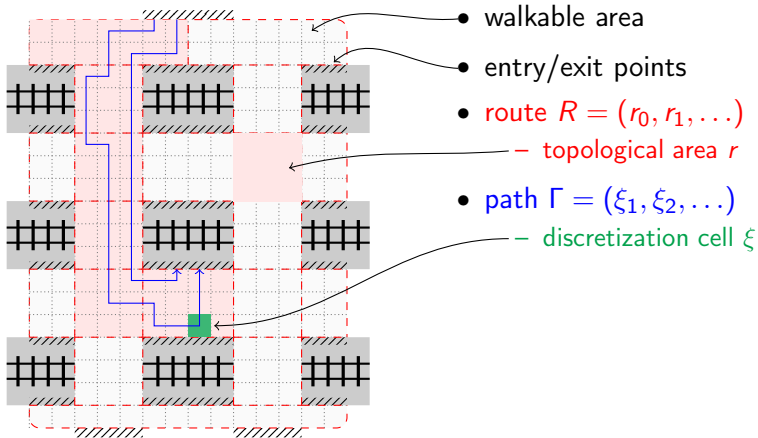 • walkable area
• entry/exit points
• route R = (r₀, r₁, . . .)
– topological area r
• path Γ = (ξ₁, ξ₂, . . .)
– discretization cell ξ